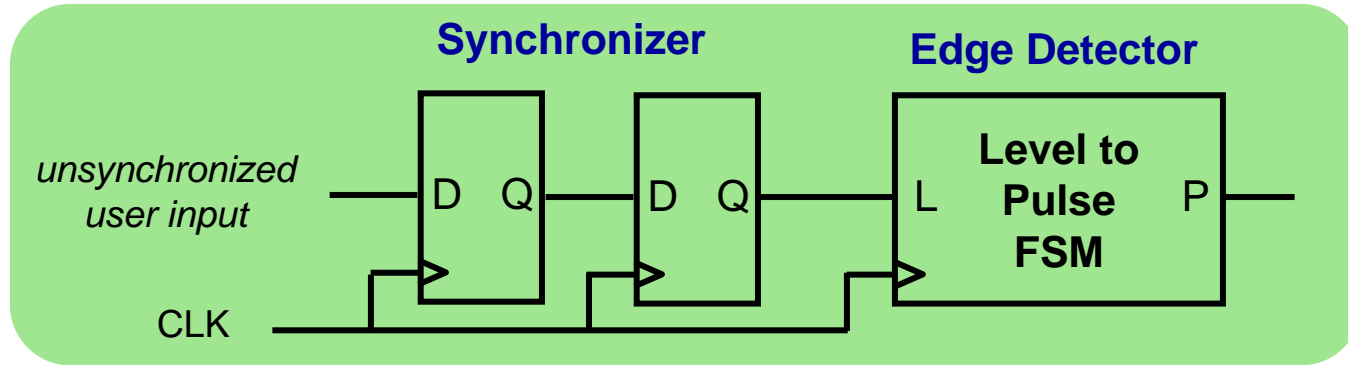 Synchronizer
Edge Detector
unsynchronized
user input
D Q
D Q
L
Level to
Pulse
FSM
P
CLK